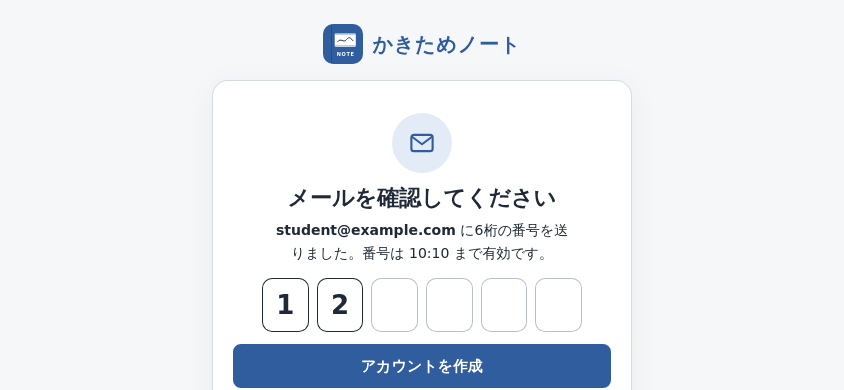 NOTE
かきためノート
メールを確認してください
student@example.com に6桁の番号を送
りました。番号は 10:10 まで有効です。
1 2
アカウントを作成